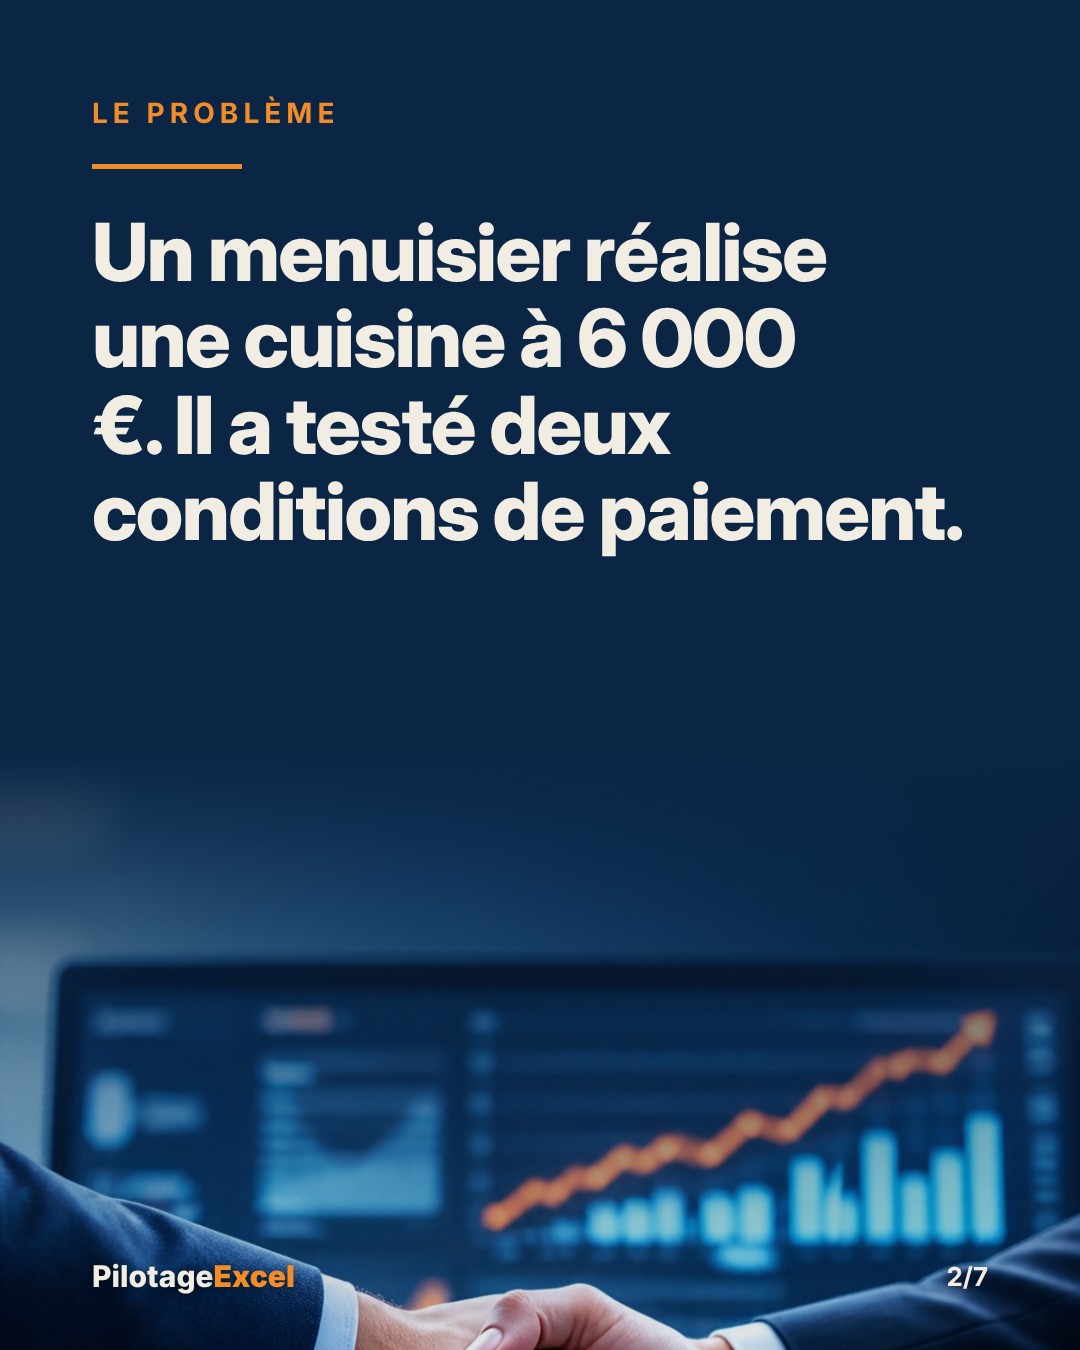 LE PROBLÈME
Un menuisier réalise
une cuisine à 6 000
€. Il a testé deux
conditions de paiement.
PilotageExcel
2/7